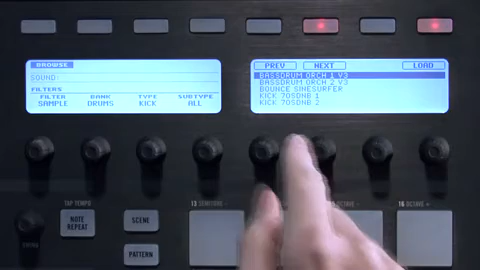 BROWSE
SOUND:
FILTERS
FILTER RANK TYPE SUBTYPE
SAMPLE DRUMS KICK ALL
PREV NEXT LOAD
BASSDRUM ORCH 1 V3
BASSDRUM ORCH 2 V3
BOUNCE SINESURFER
KICK 70SDNB 1
KICK 70SDNB 2
TAP TEMPO
NOTE
REPEAT
SCENE
PATTERN
SWING
13 SEMITONE -
OCTAVE -
16 OCTAVE +